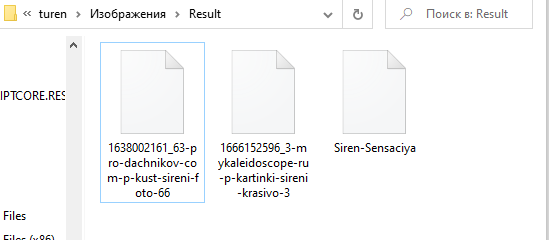 « turen › Изображения › Result
Поиск в: Result
IPTCORE.RES
1638002161_63-p
ro-dachnikov-co
m-p-kust-sireni-f
oto-66
1666152596_3-m
ykaleidoscope-ru
-p-kartinki-sireni
-krasivo-3
Siren-Sensaciya
Files
Files (x86)